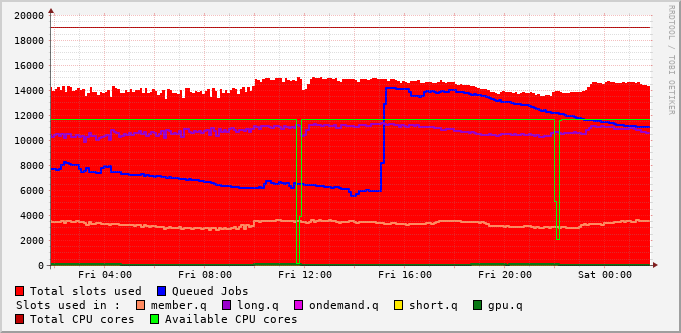 20000
18000
16000
14000
12000
10000
8000
6000
4000
2000
0
Fri 04:00 Fri 08:00 Fri 12:00 Fri 16:00 Fri 20:00 Sat 00:00
RRDTOOL / TOBI OETIKER
Total slots used Queued Jobs
Slots used in : member.q long.q ondemand.q short.q gpu.q
Total CPU cores Available CPU cores